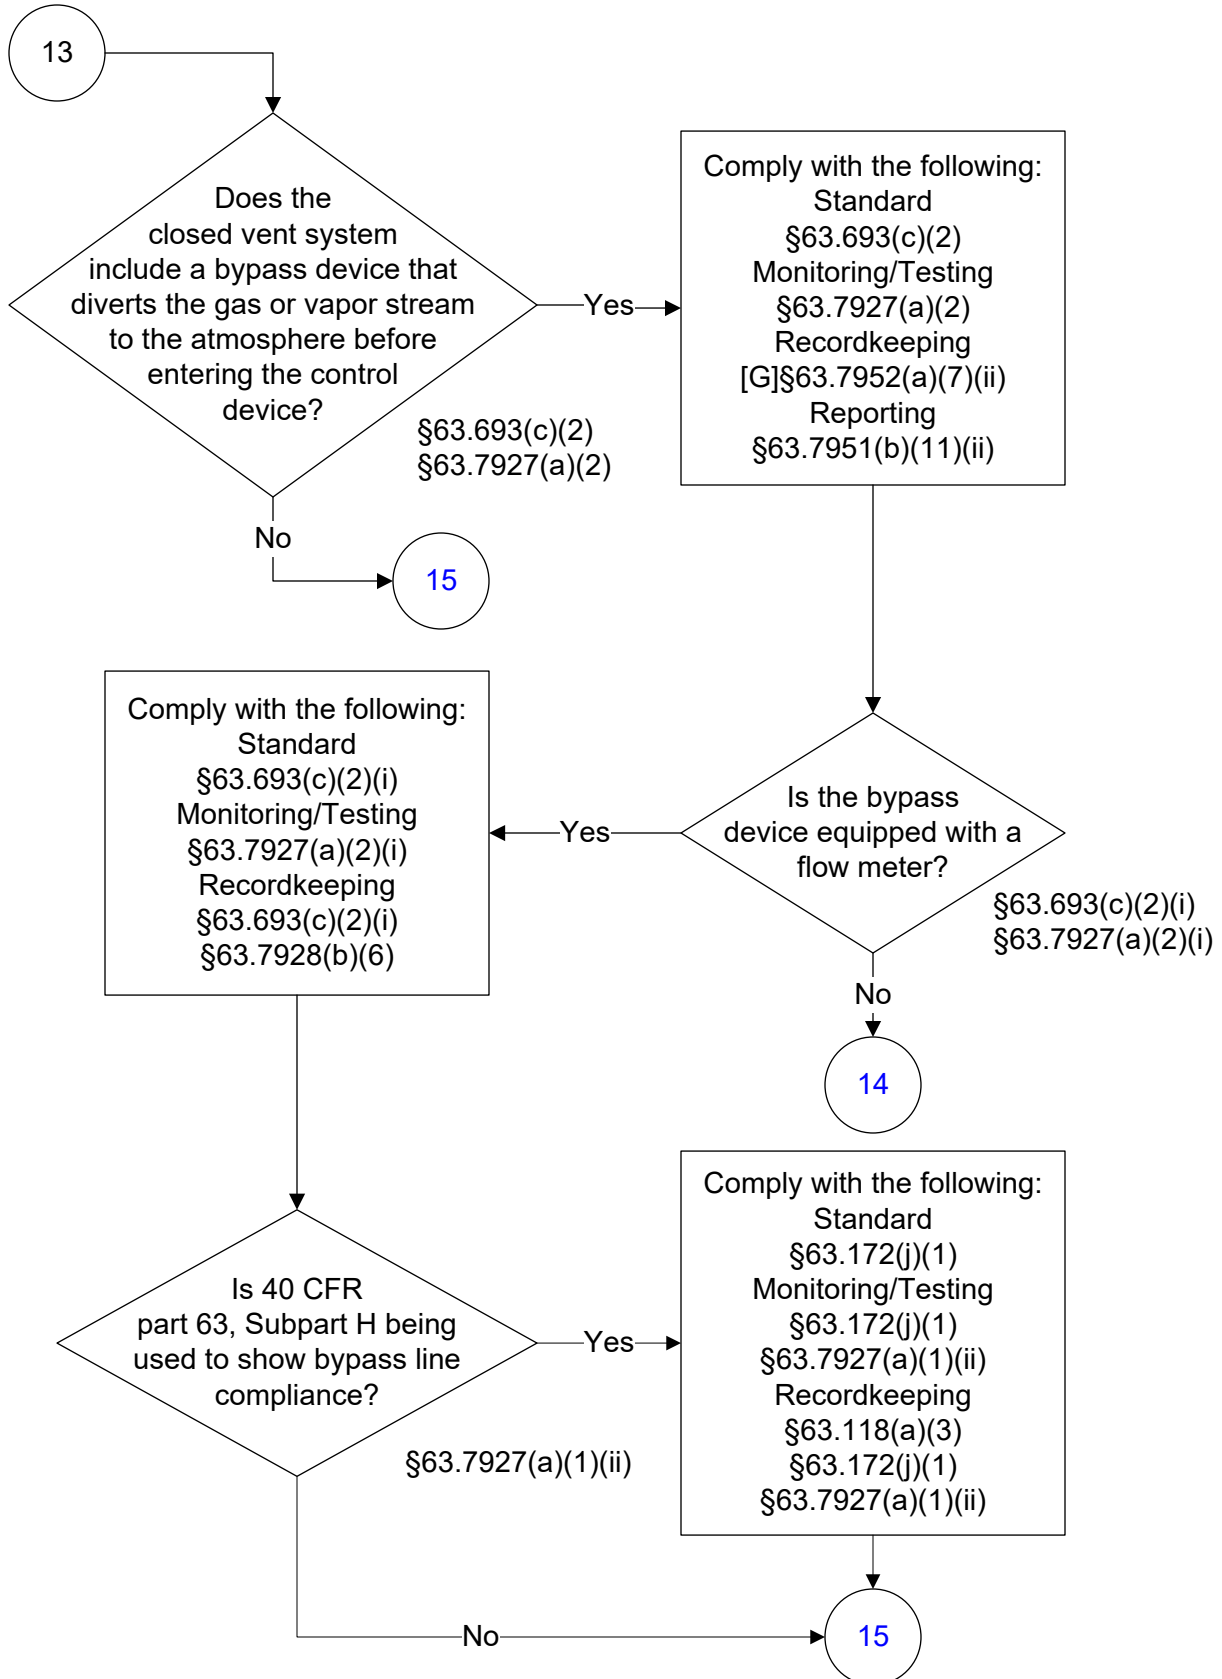 13
Does the
closed vent system
include a bypass device that
diverts the gas or vapor stream
to the atmosphere before
entering the control
device?
§63.693(c)(2)
§63.7927(a)(2)
Yes
Comply with the following:
Standard
§63.693(c)(2)
Monitoring/Testing
§63.7927(a)(2)
Recordkeeping
[G]§63.7952(a)(7)(ii)
Reporting
§63.7951(b)(11)(ii)
No
15
Is the bypass
device equipped with a
flow meter?
§63.693(c)(2)(i)
§63.7927(a)(2)(i)
Yes
Comply with the following:
Standard
§63.693(c)(2)(i)
Monitoring/Testing
§63.7927(a)(2)(i)
Recordkeeping
§63.693(c)(2)(i)
§63.7928(b)(6)
No
14
Is 40 CFR
part 63, Subpart H being
used to show bypass line
compliance?
§63.7927(a)(1)(ii)
Yes
Comply with the following:
Standard
§63.172(j)(1)
Monitoring/Testing
§63.172(j)(1)
§63.7927(a)(1)(ii)
Recordkeeping
§63.118(a)(3)
§63.172(j)(1)
§63.7927(a)(1)(ii)
No
15